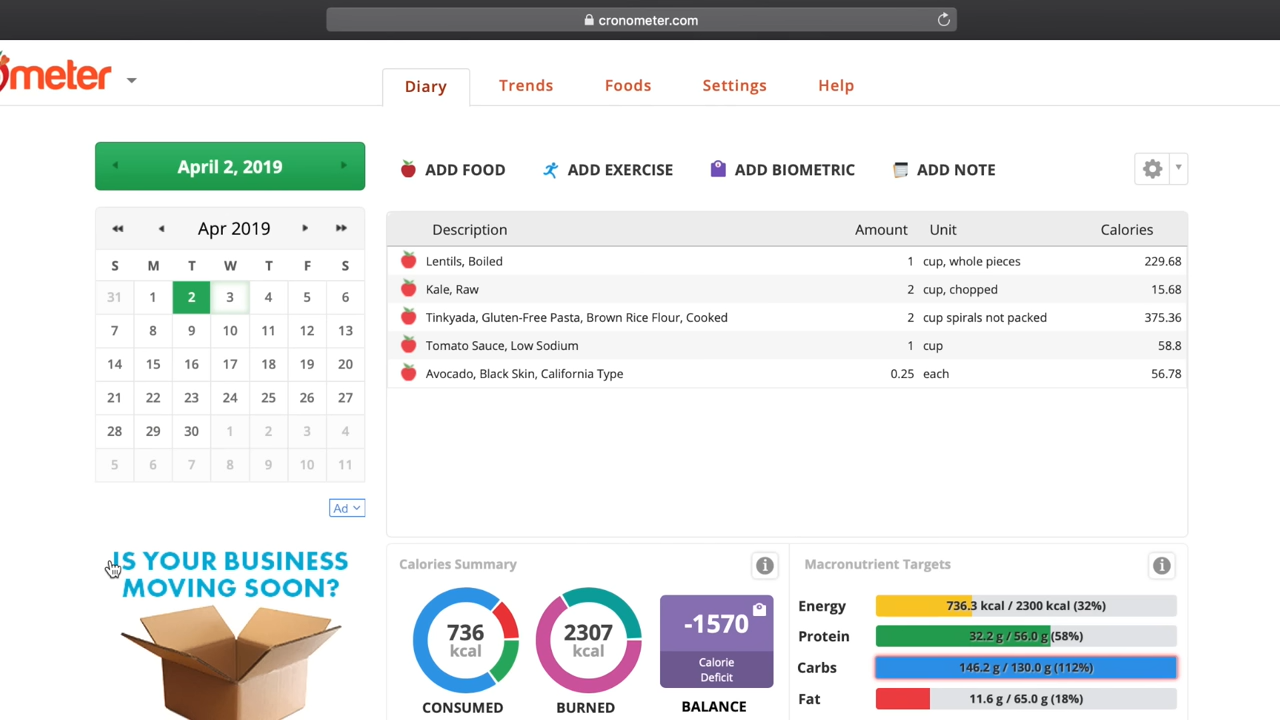 cronometer.com
ometer
Diary Trends Foods Settings Help
April 2, 2019
ADD FOOD ADD EXERCISE ADD BIOMETRIC ADD NOTE
Apr 2019
S M T W T F S
31 1 2 3 4 5 6
7 8 9 10 11 12 13
14 15 16 17 18 19 20
21 22 23 24 25 26 27
28 29 30 1 2 3 4
5 6 7 8 9 10 11
Description Amount Unit Calories
Lentils, Boiled 1 cup, whole pieces 229.68
Kale, Raw 2 cup, chopped 15.68
Tinkyada, Gluten-Free Pasta, Brown Rice Flour, Cooked 2 cup spirals not packed 375.36
Tomato Sauce, Low Sodium 1 cup 58.8
Avocado, Black Skin, California Type 0.25 each 56.78
Ad
IS YOUR BUSINESS
MOVING SOON?
Calories Summary
736
kcal
CONSUMED
2307
kcal
BURNED
-1570
Calorie
Deficit
BALANCE
Macronutrient Targets
Energy 736.3 kcal / 2300 kcal (32%)
Protein 32.2 g / 56.0 g (58%)
Carbs 146.2 g / 130.0 g (112%)
Fat 11.6 g / 65.0 g (18%)